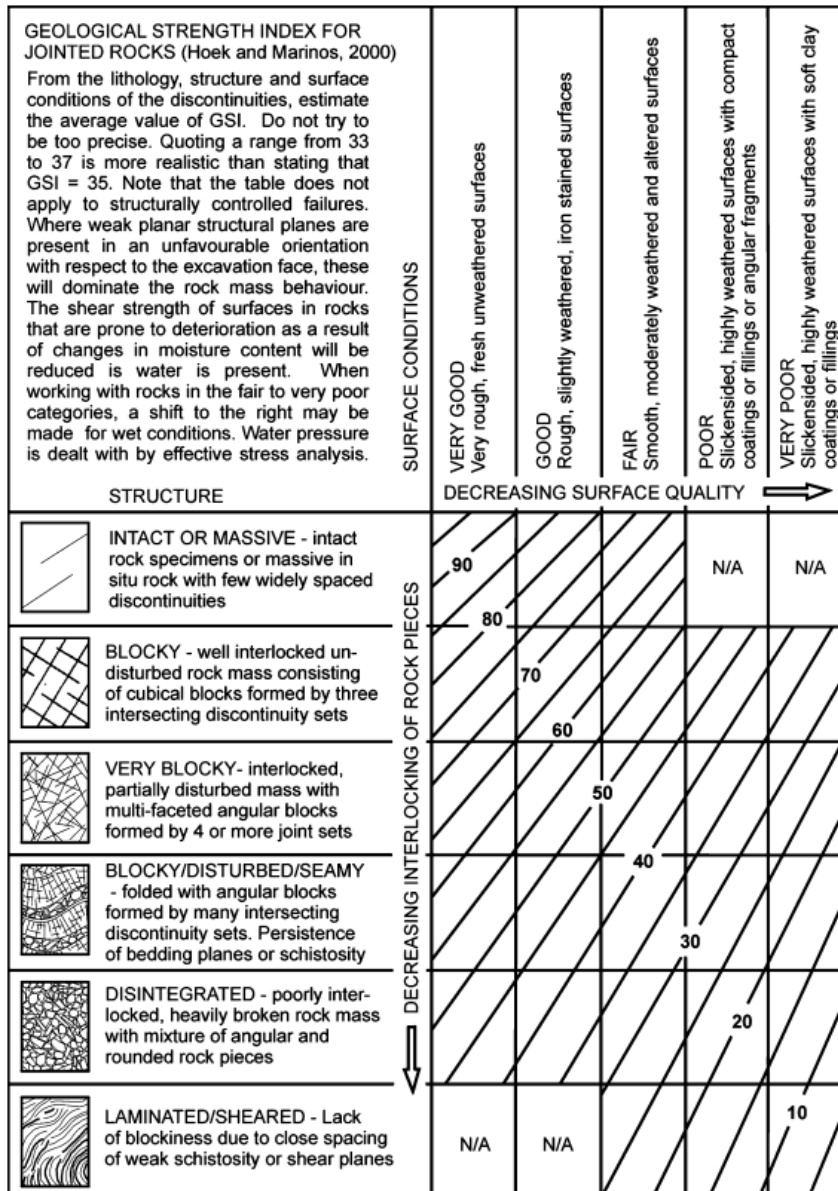 GEOLOGICAL STRENGTH INDEX FOR
JOINTED ROCKS (Hoek and Marinos, 2000)
From the lithology, structure and surface
conditions of the discontinuities, estimate
the average value of GSI. Do not try to
be too precise. Quoting a range from 33
to 37 is more realistic than stating that
GSI = 35. Note that the table does not
apply to structurally controlled failures.
Where weak planar structural planes are
present in an unfavourable orientation
with respect to the excavation face, these
will dominate the rock mass behaviour.
The shear strength of surfaces in rocks
that are prone to deterioration as a result
of changes in moisture content will be
reduced is water is present. When
working with rocks in the fair to very poor
categories, a shift to the right may be
made for wet conditions. Water pressure
is dealt with by effective stress analysis.
STRUCTURE
SURFACE CONDITIONS
VERY GOOD
Very rough, fresh unweathered surfaces
GOOD
Rough, slightly weathered, iron stained surfaces
FAIR
Smooth, moderately weathered and altered surfaces
POOR
Slickensided, highly weathered surfaces with compact
coatings or fillings or angular fragments
VERY POOR
Slickensided, highly weathered surfaces with soft clay
coatings or fillings
DECREASING SURFACE QUALITY
DECREASING INTERLOCKING OF ROCK PIECES
INTACT OR MASSIVE - intact
rock specimens or massive in
situ rock with few widely spaced
discontinuities
90
80
N/A
N/A
BLOCKY - well interlocked un-
disturbed rock mass consisting
of cubical blocks formed by three
intersecting discontinuity sets
70
60
VERY BLOCKY- interlocked,
partially disturbed mass with
multi-faceted angular blocks
formed by 4 or more joint sets
50
BLOCKY/DISTURBED/SEAMY
- folded with angular blocks
formed by many intersecting
discontinuity sets. Persistence
of bedding planes or schistosity
40
30
DISINTEGRATED - poorly inter-
locked, heavily broken rock mass
with mixture of angular and
rounded rock pieces
20
LAMINATED/SHEARED - Lack
of blockiness due to close spacing
of weak schistosity or shear planes
N/A
N/A
10